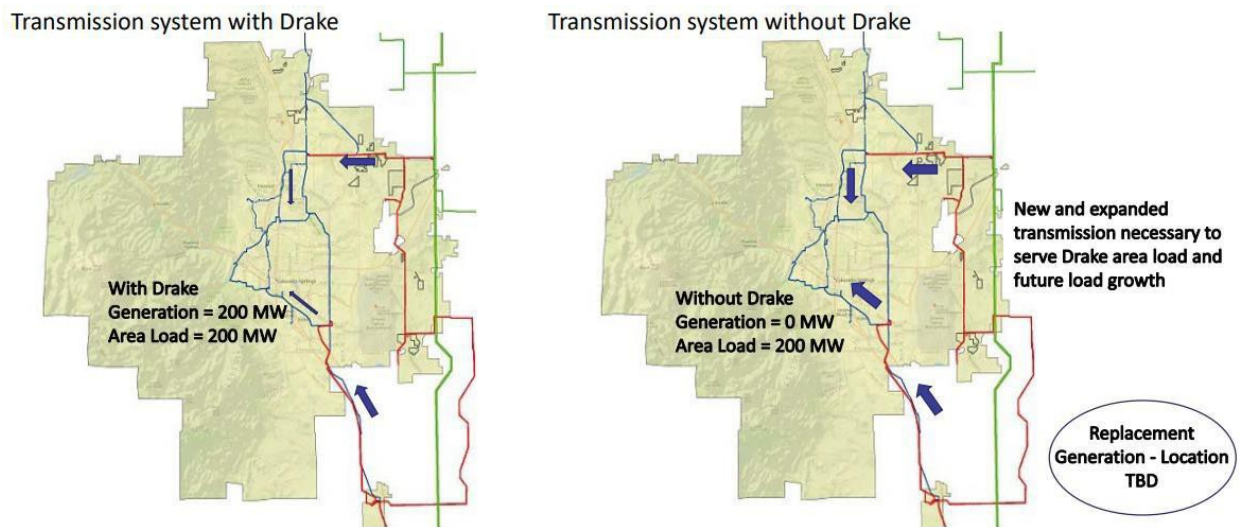 Transmission system with Drake
Transmission system without Drake
With Drake
Generation = 200 MW
Area Load = 200 MW
Without Drake
Generation = 0 MW
Area Load = 200 MW
New and expanded
transmission necessary to
serve Drake area load and
future load growth
Replacement
Generation - Location
TBD